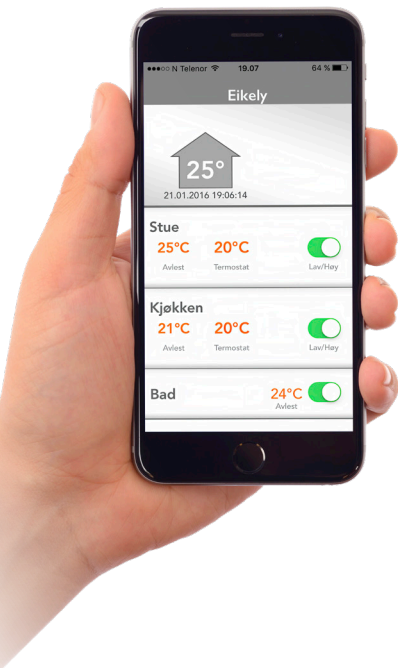 N Telenor 19.07 64 %
Eikely
25°
21.01.2016 19:06:14
Stue
25°C 20°C
Avlest Termostat Lav/Høy
Kjøkken
21°C 20°C
Avlest Termostat Lav/Høy
Bad 24°C
Avlest